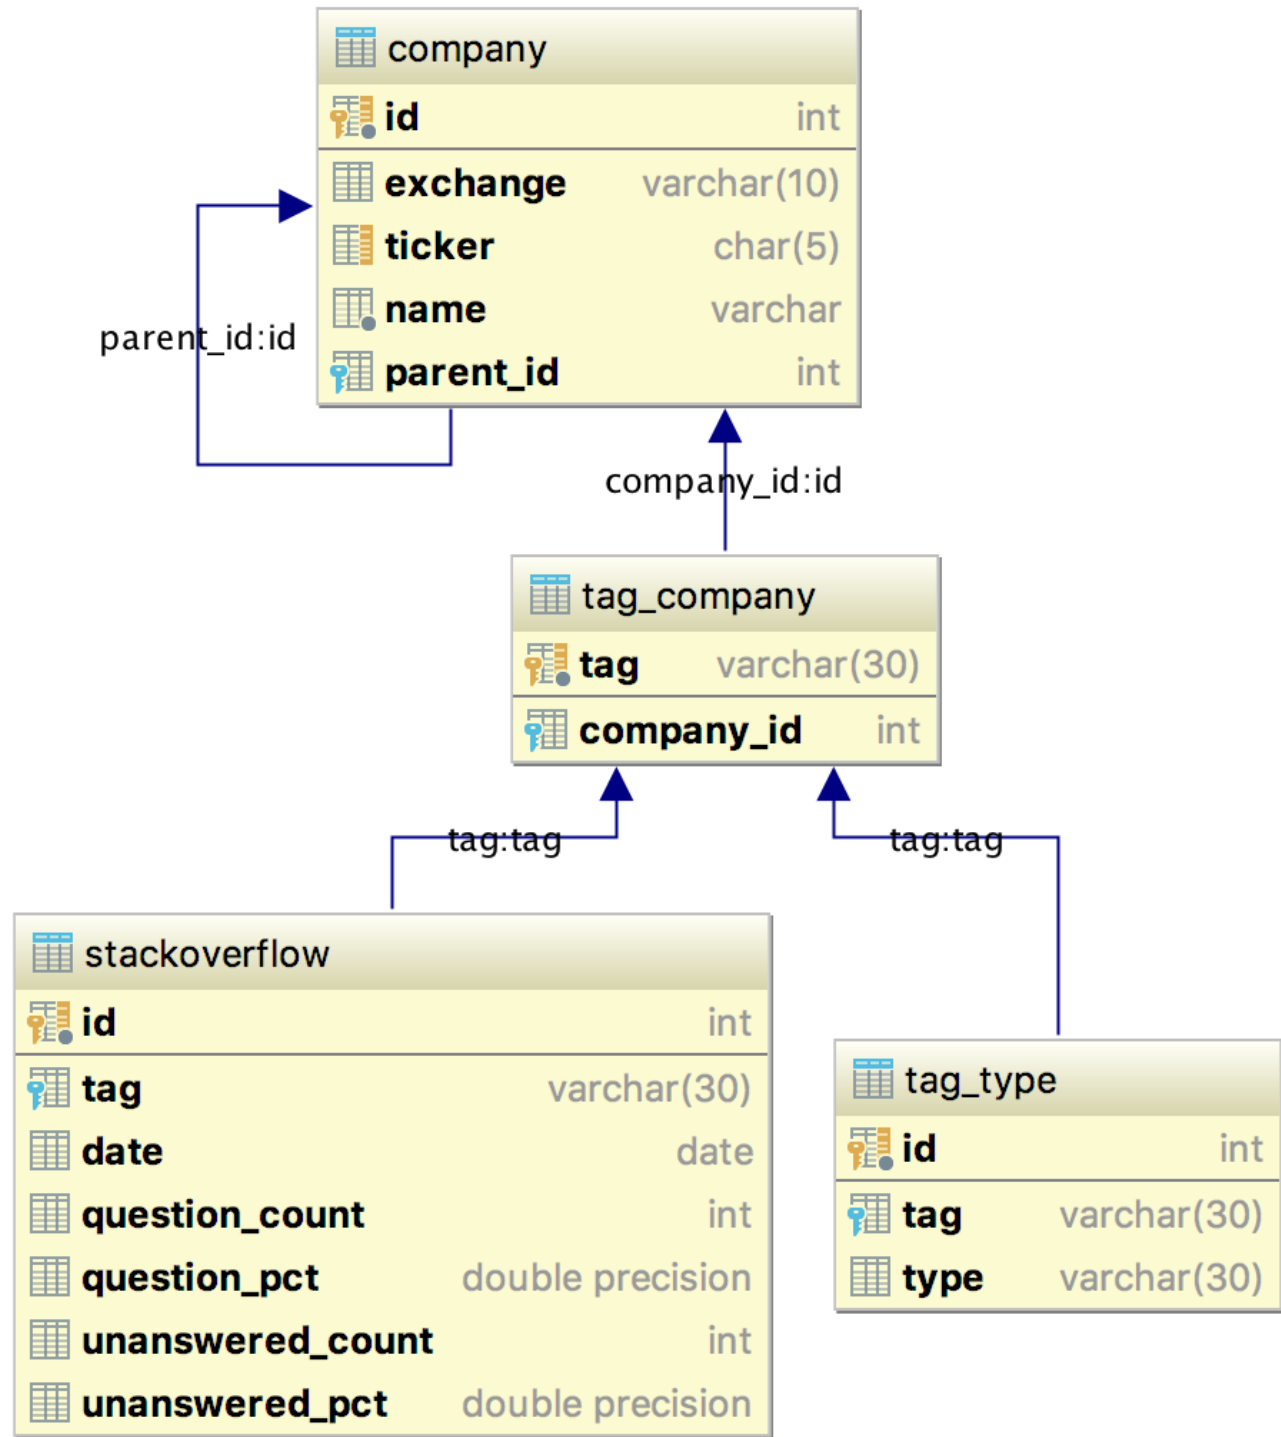 company
id int
exchange varchar(10)
ticker char(5)
name varchar
parent_id int
parent_id:id
company_id:id
tag_company
tag varchar(30)
company_id int
tag:tag
tag:tag
stackoverflow
id int
tag varchar(30)
date date
question_count int
question_pct double precision
unanswered_count int
unanswered_pct double precision
tag_type
id int
tag varchar(30)
type varchar(30)